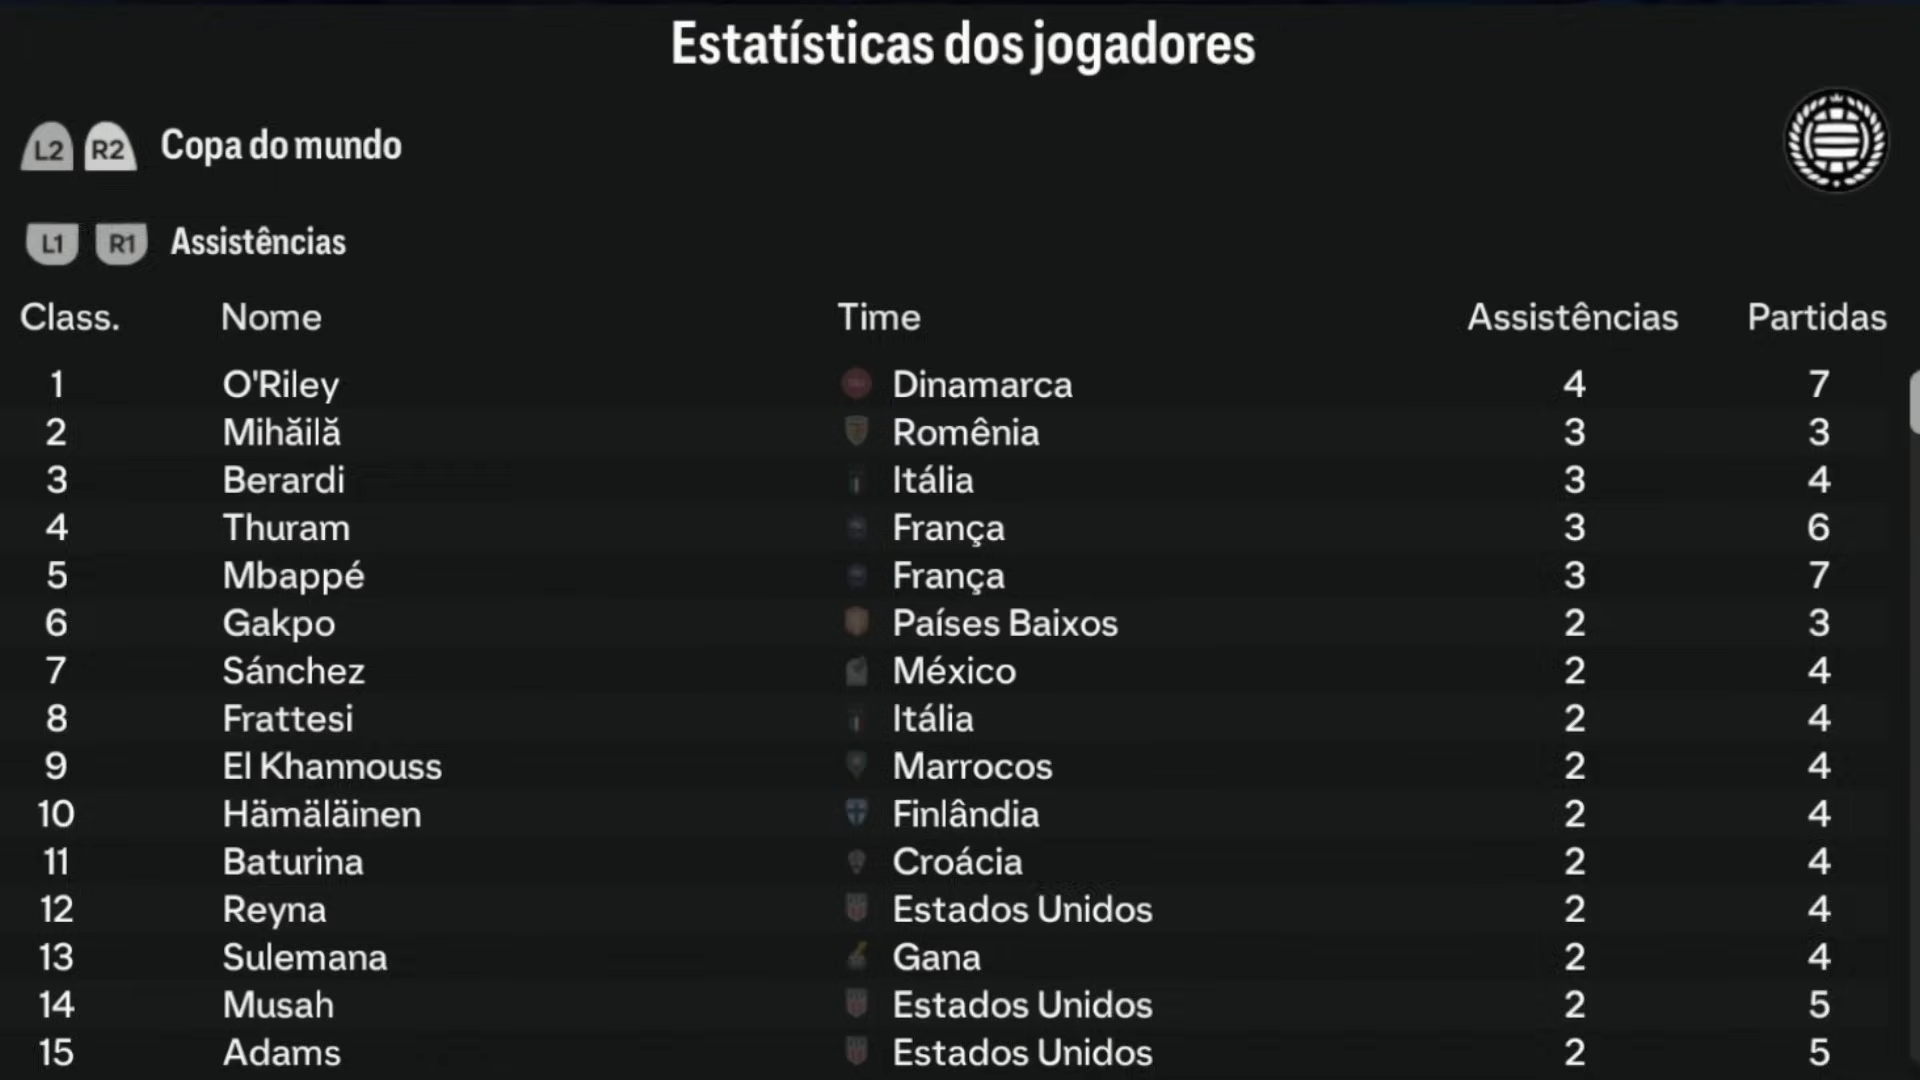 Estatísticas dos jogadores
L2 R2 Copa do mundo
L1 R1 Assistências
Class. Nome Time Assistências Partidas
1 O'Riley Dinamarca 4 7
2 Mihăilă Romênia 3 3
3 Berardi Itália 3 4
4 Thuram França 3 6
5 Mbappé França 3 7
6 Gakpo Países Baixos 2 3
7 Sánchez México 2 4
8 Frattesi Itália 2 4
9 El Khannouss Marrocos 2 4
10 Hämäläinen Finlândia 2 4
11 Baturina Croácia 2 4
12 Reyna Estados Unidos 2 4
13 Sulemana Gana 2 4
14 Musah Estados Unidos 2 5
15 Adams Estados Unidos 2 5